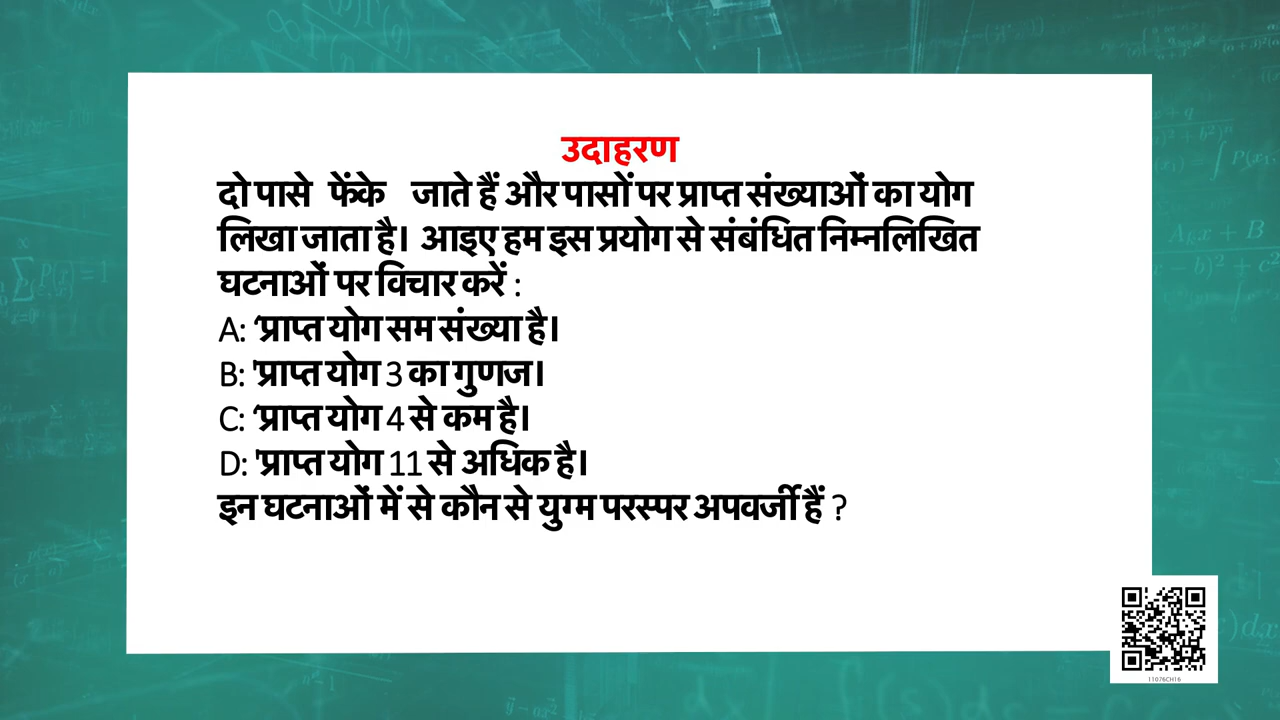 उदाहरण
दो पासे फेंके जाते हैं और पासों पर प्राप्त संख्याओं का योग
लिखा जाता है। आइए हम इस प्रयोग से संबंधित निम्नलिखित
घटनाओं पर विचार करें :
A: ‘प्राप्त योग सम संख्या है।
B: 'प्राप्त योग 3 का गुणज।
C: ‘प्राप्त योग 4 से कम है।
D: 'प्राप्त योग 11 से अधिक है।
इन घटनाओं में से कौन से युग्म परस्पर अपवर्जी हैं ?
11076CH16